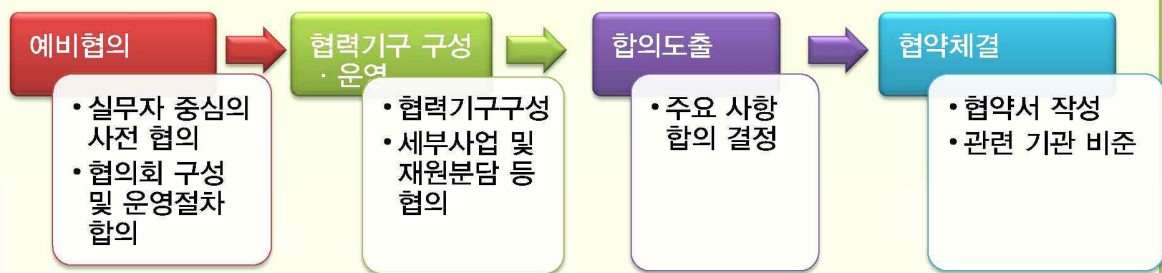 예비협의
• 실무자 중심의
사전 협의
• 협의회 구성
및 운영절차
합의
협력기구 구성
· 운영
• 협력기구구성
• 세부사업 및
재원분담 등
협의
합의도출
• 주요 사항
합의 결정
협약체결
• 협약서 작성
• 관련 기관 비준